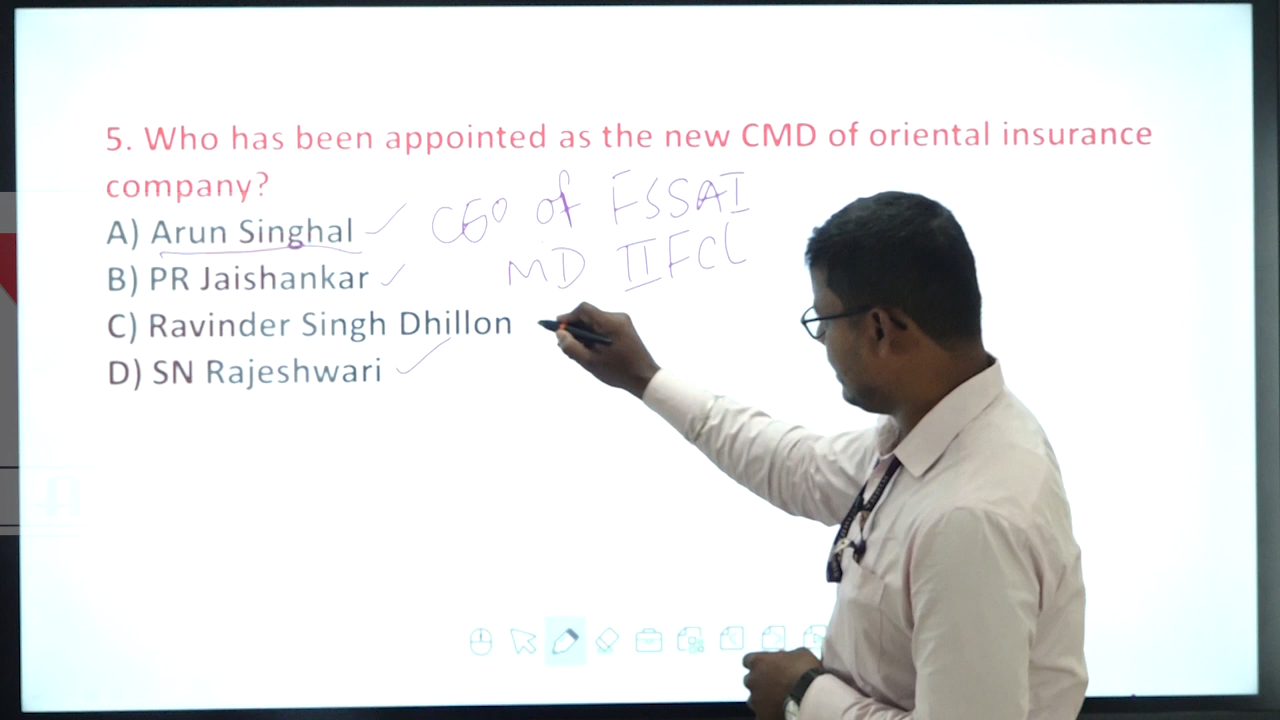 5. Who has been appointed as the new CMD of oriental insurance
company?
A) Arun Singhal CEO of FSSAI
B) PR Jaishankar MD IIFCL
C) Ravinder Singh Dhillon
D) SN Rajeshwari